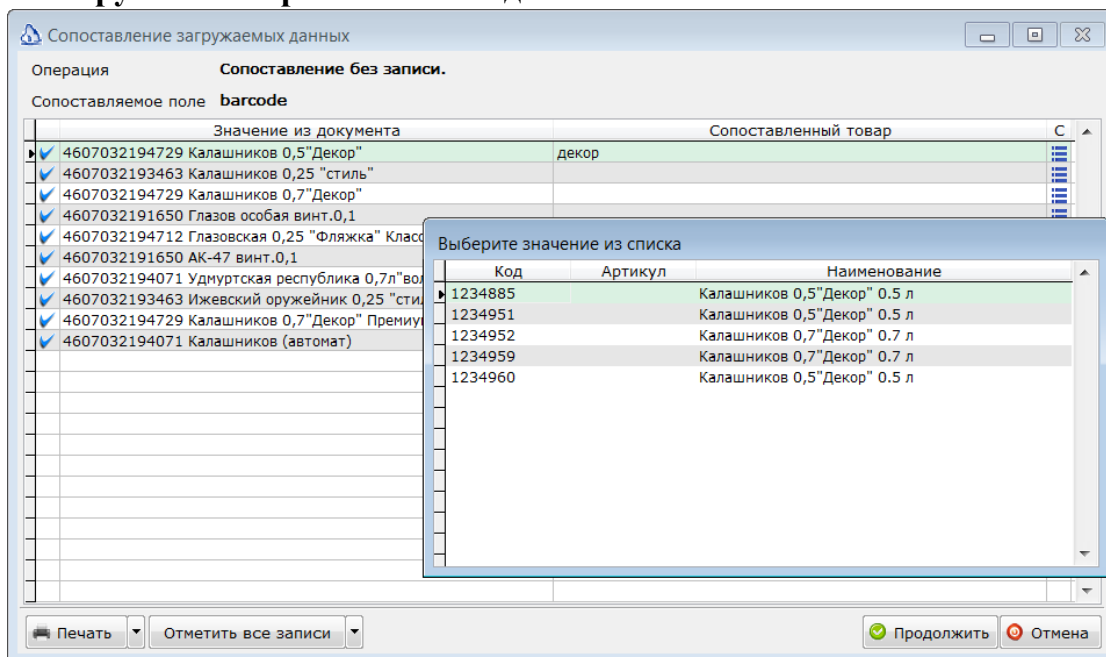 Сопоставление загружаемых данных
Операция Сопоставление без записи.
Сопоставляемое поле barcode
Значение из документа Сопоставленный товар С
4607032194729 Калашников 0,5"Декор" декор
4607032193463 Калашников 0,25 "стиль"
4607032194729 Калашников 0,7"Декор"
4607032191650 Глазов особая винт.0,1
4607032194712 Глазовская 0,25 "Фляжка" Класс
4607032191650 АК-47 винт.0,1
4607032194071 Удмуртская республика 0,7л"вол
4607032193463 Ижевский оружейник 0,25 "сти
4607032194729 Калашников 0,7"Декор" Премиу
4607032194071 Калашников (автомат)
Выберите значение из списка
Код Артикул Наименование
1234885 Калашников 0,5"Декор" 0.5 л
1234951 Калашников 0,5"Декор" 0.5 л
1234952 Калашников 0,7"Декор" 0.7 л
1234959 Калашников 0,7"Декор" 0.7 л
1234960 Калашников 0,5"Декор" 0.5 л
Печать Отметить все записи Продолжить Отмена